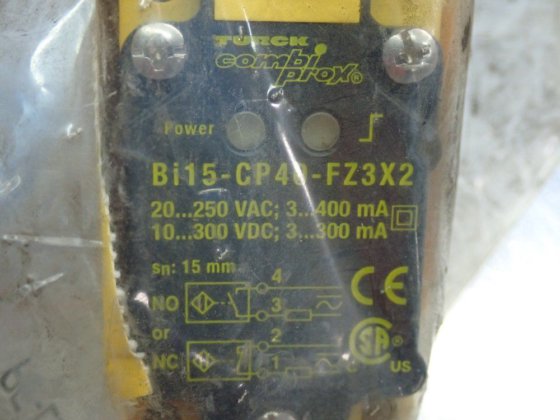 TURCK
combi
prox®
Power
Bi15-CP40-FZ3X2
20...250 VAC; 3...400 mA
10...300 VDC; 3...300 mA
sn: 15 mm
4
NO
3
or
2
NC
1
CE
SA ®
C US